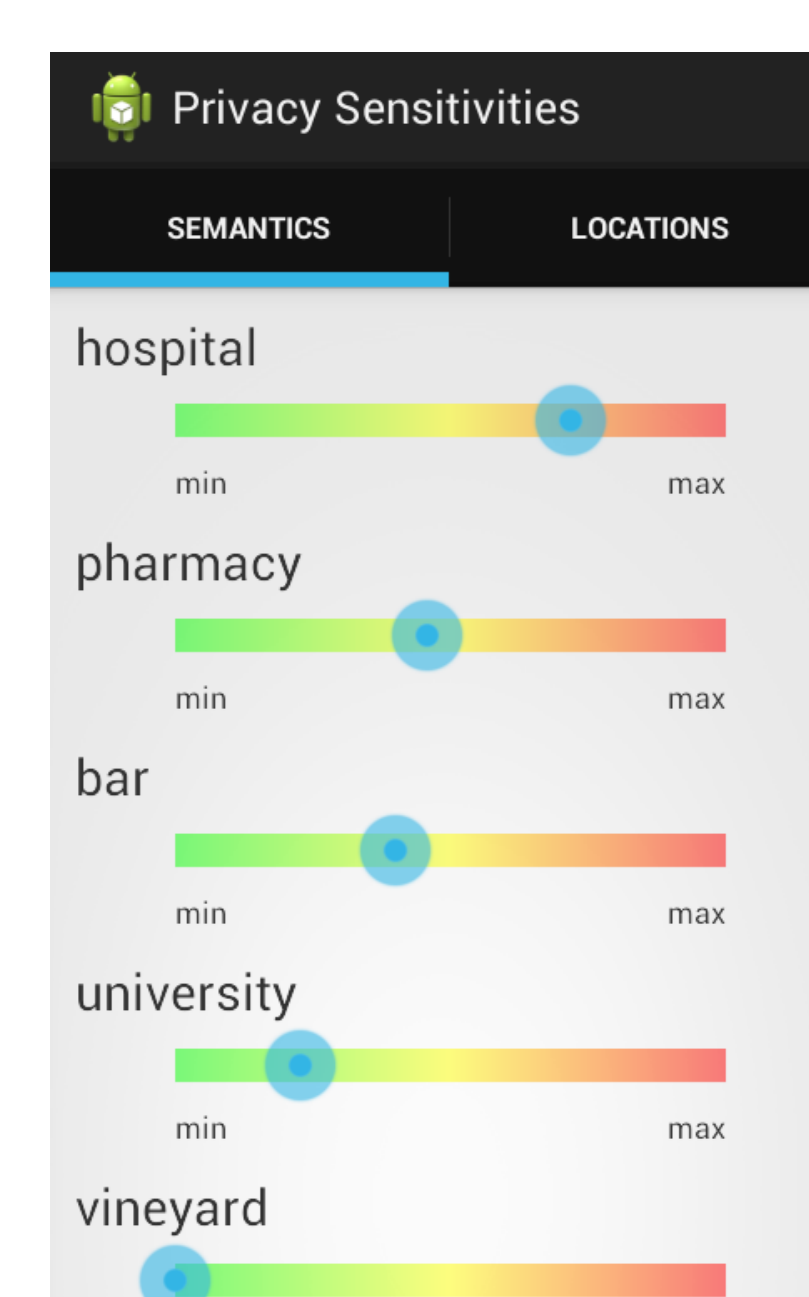 Privacy Sensitivities
SEMANTICS LOCATIONS
hospital
min max
pharmacy
min max
bar
min max
university
min max
vineyard